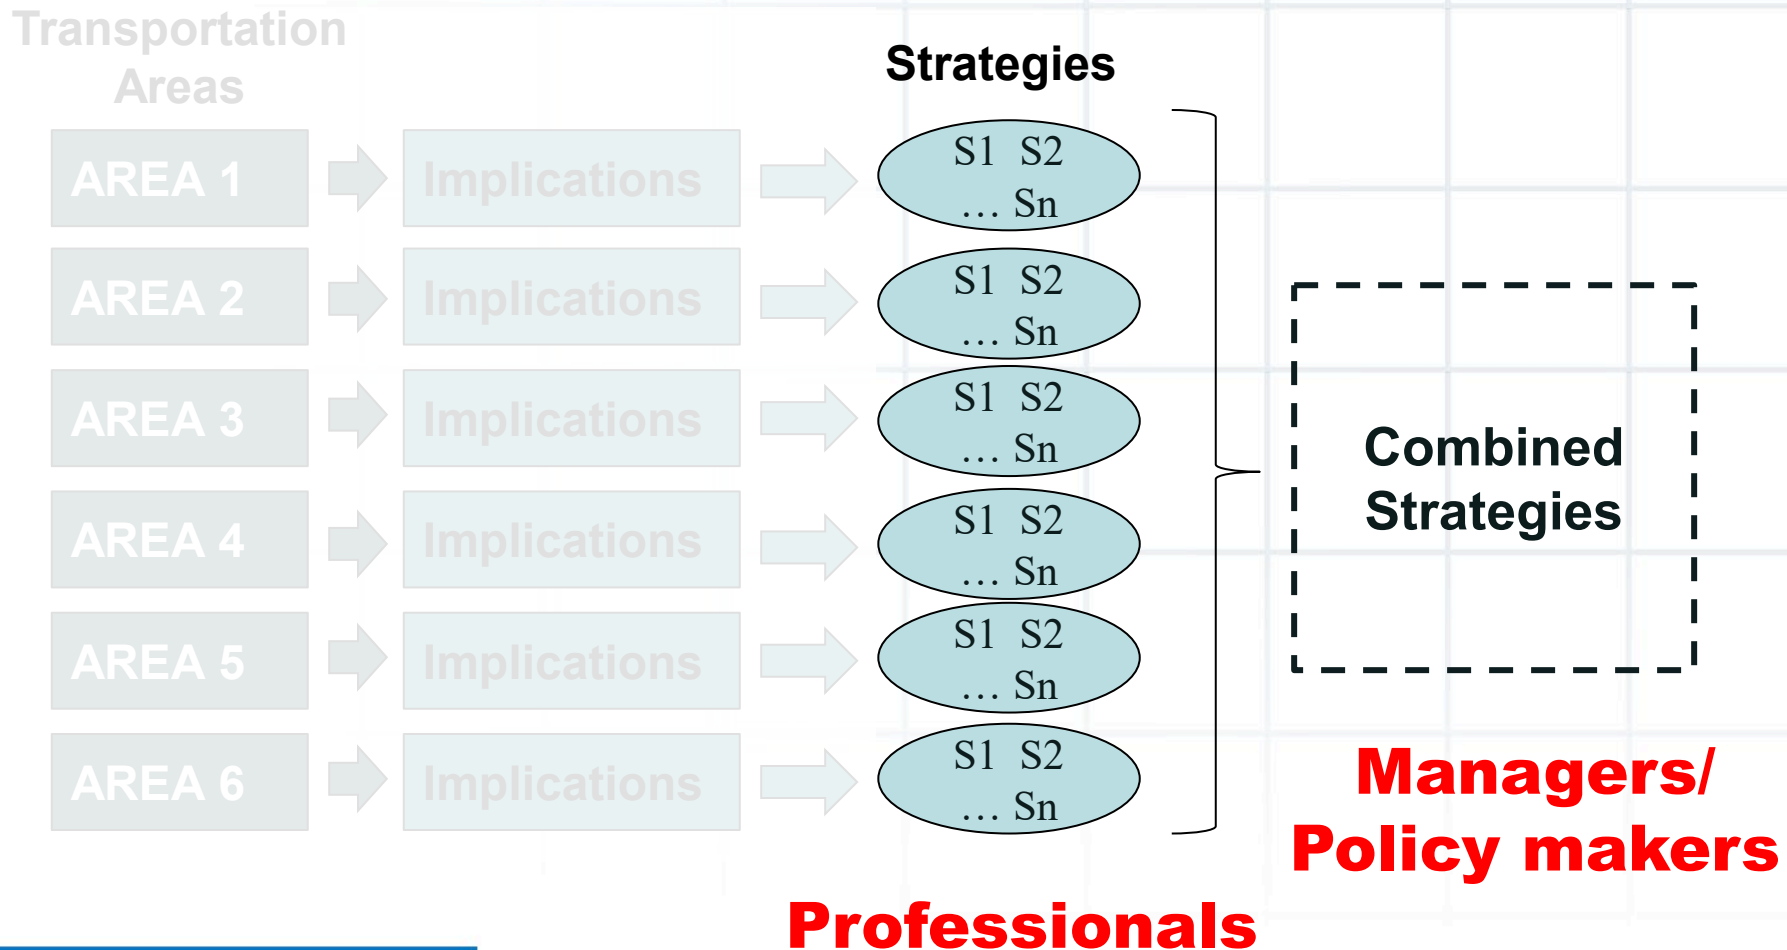 Transportation
Areas
Strategies
AREA 1
Implications
S1 S2
… Sn
AREA 2
Implications
S1 S2
… Sn
AREA 3
Implications
S1 S2
… Sn
AREA 4
Implications
S1 S2
… Sn
AREA 5
Implications
S1 S2
… Sn
AREA 6
Implications
S1 S2
… Sn
Combined
Strategies
Managers/
Policy makers
Professionals